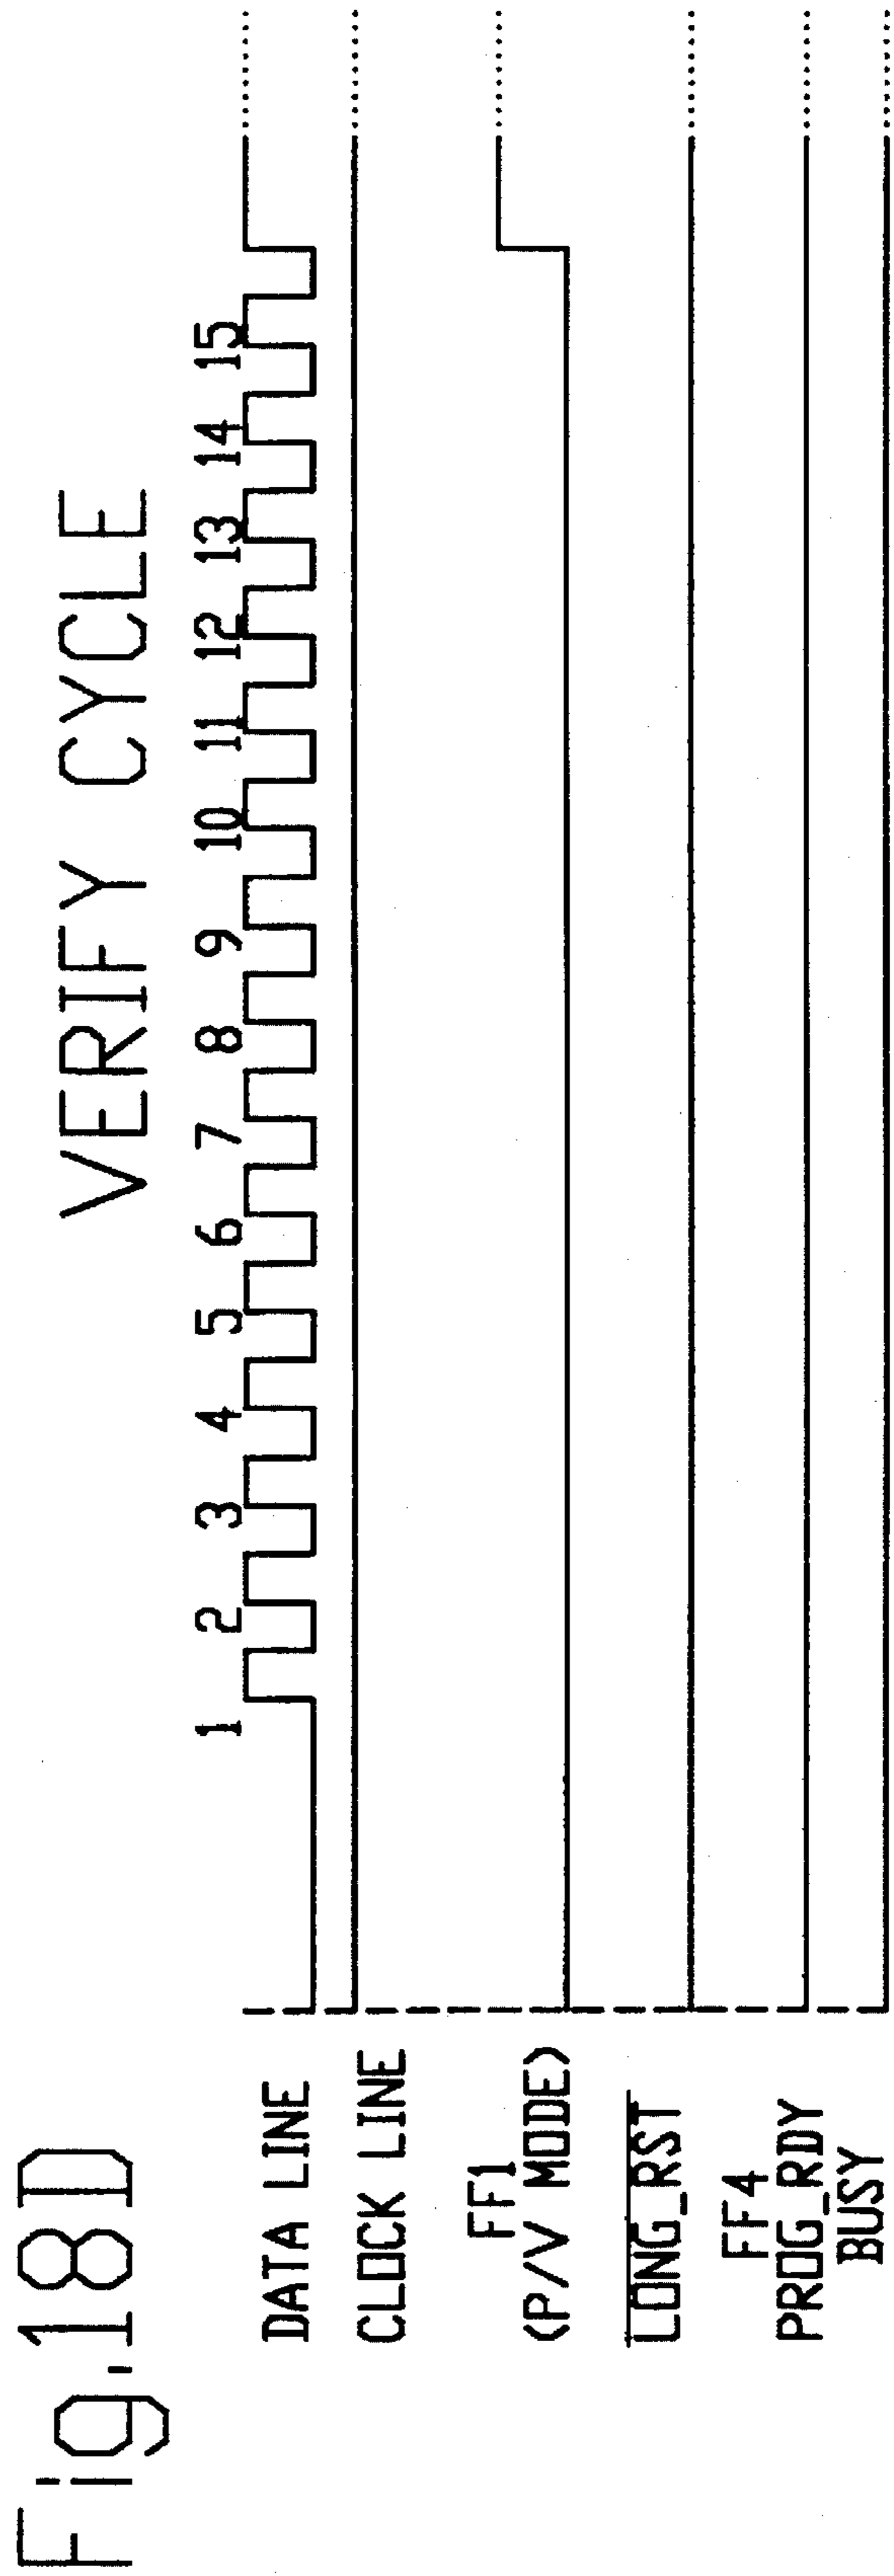 Fig.18D
VERIFY CYCLE
1 2 3 4 5 6 7 8 9 10 11 12 13 14 15
DATA LINE
CLOCK LINE
FF1
(P/V MODE)
LONG_RST
FF4
PROG_RDY
BUSY